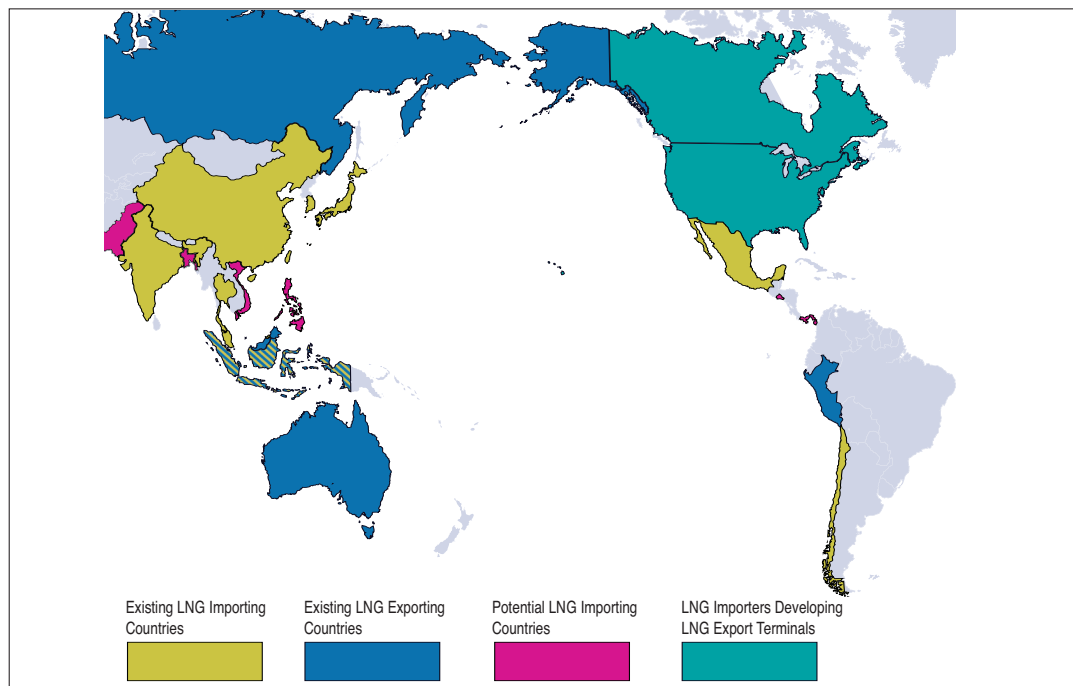 Existing LNG Importing
Countries
Existing LNG Exporting
Countries
Potential LNG Importing
Countries
LNG Importers Developing
LNG Export Terminals